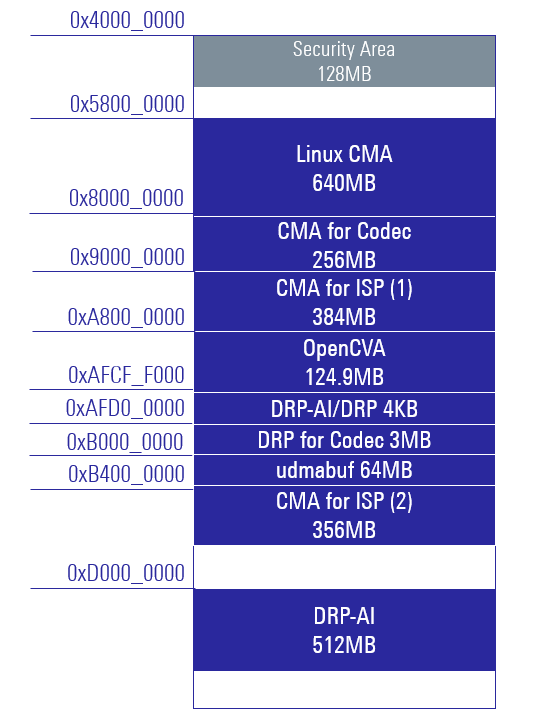 0x4000_0000
Security Area
128MB
0x5800_0000
Linux CMA
640MB
0x8000_0000
CMA for Codec
256MB
0x9000_0000
CMA for ISP (1)
384MB
0xA800_0000
OpenCVA
124.9MB
0xAFCF_F000
0xAFD0_0000
DRP-AI/DRP 4KB
0xB000_0000
DRP for Codec 3MB
0xB400_0000
udmabuf 64MB
CMA for ISP (2)
356MB
0xD000_0000
DRP-AI
512MB